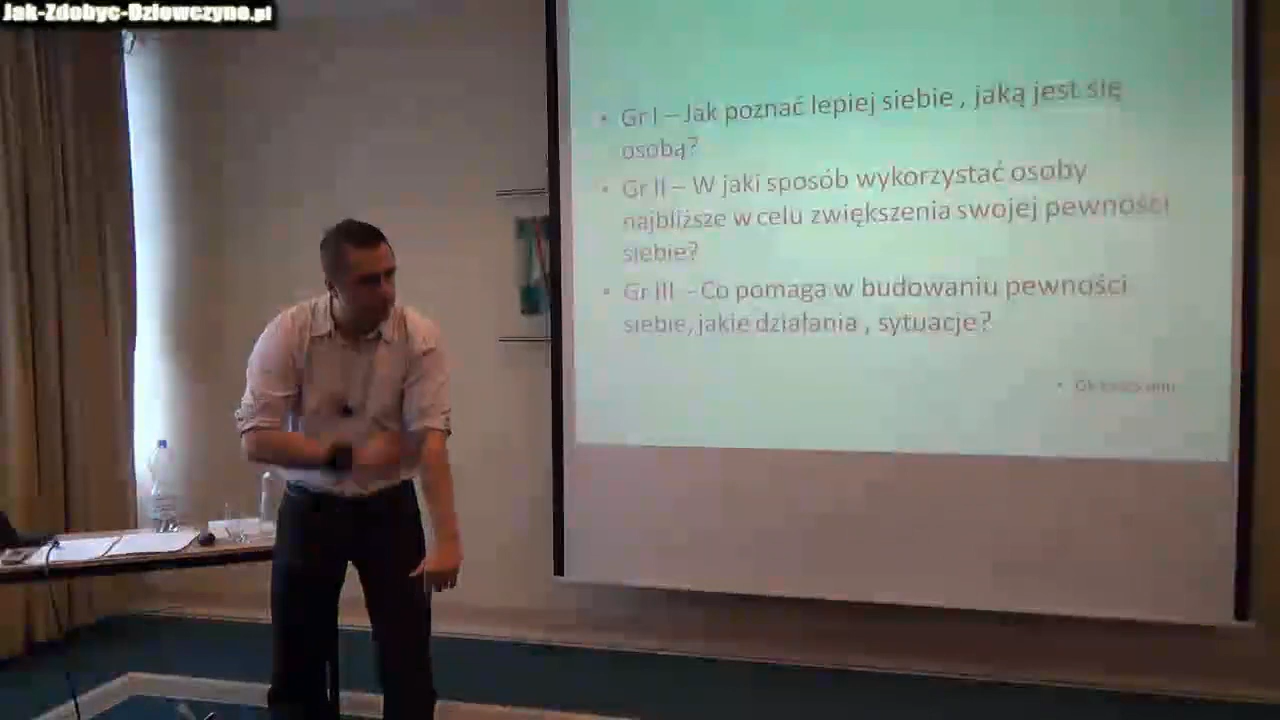 Jak-Zdobyc-Dziewczyne.pl
• Gr I – Jak poznać lepiej siebie , jaką jest się
osobą?
• Gr II – W jaki sposób wykorzystać osoby
najbliższe w celu zwiększenia swojej pewności
siebie?
• Gr III - Co pomaga w budowaniu pewności
siebie, jakie działania , sytuacje?